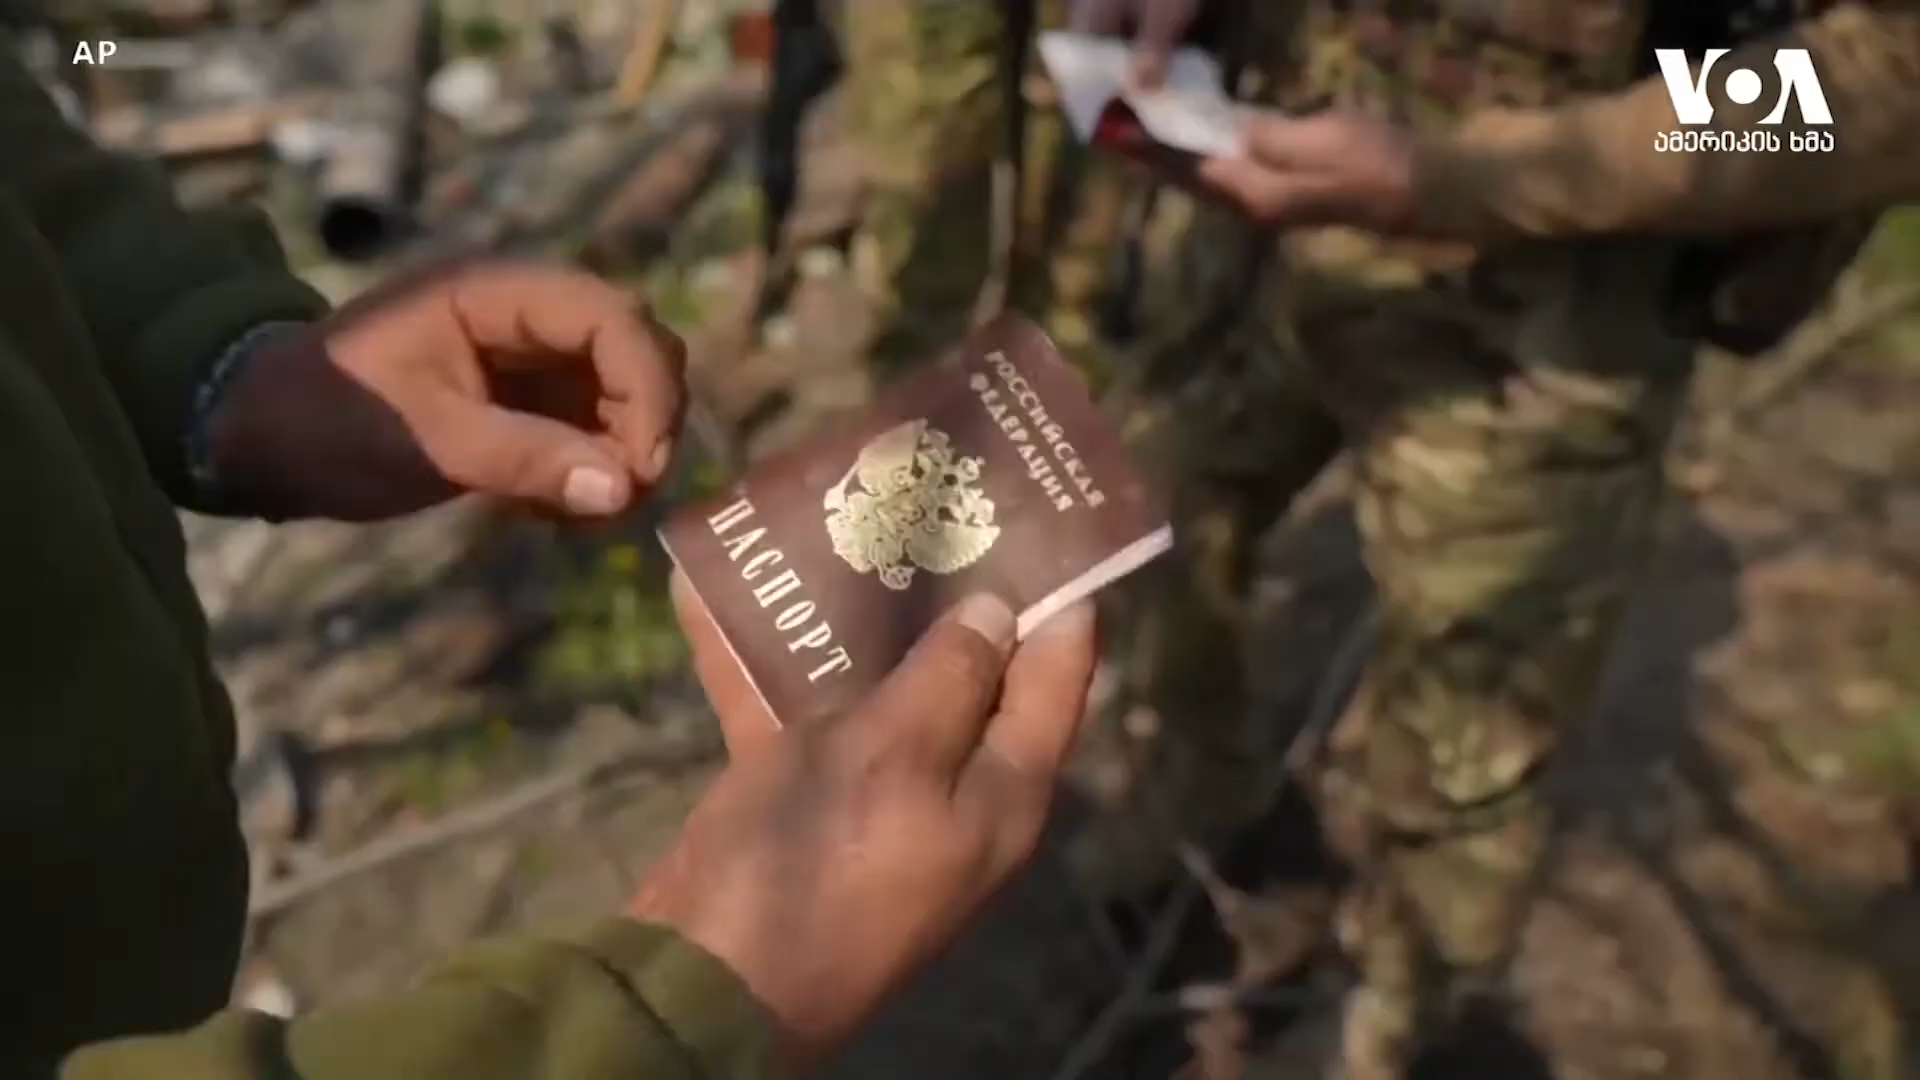 AP
VOA
ამერიკის ხმა
РОССИЙСКАЯ
ФЕДЕРАЦИЯ
ПАСПОРТ